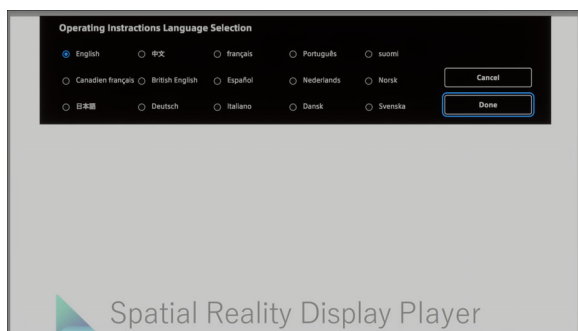 Operating Instructions Language Selection
English 中文 français Português suomi
Canadien français British English Español Nederlands Norsk Cancel
日本語 Deutsch Italiano Dansk Svenska Done
Spatial Reality Display Player